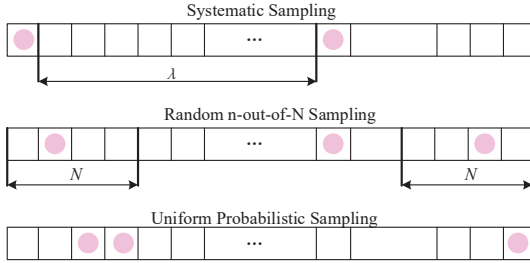 Systematic Sampling
...
λ
Random n-out-of-N Sampling
...
N N
Uniform Probabilistic Sampling
...